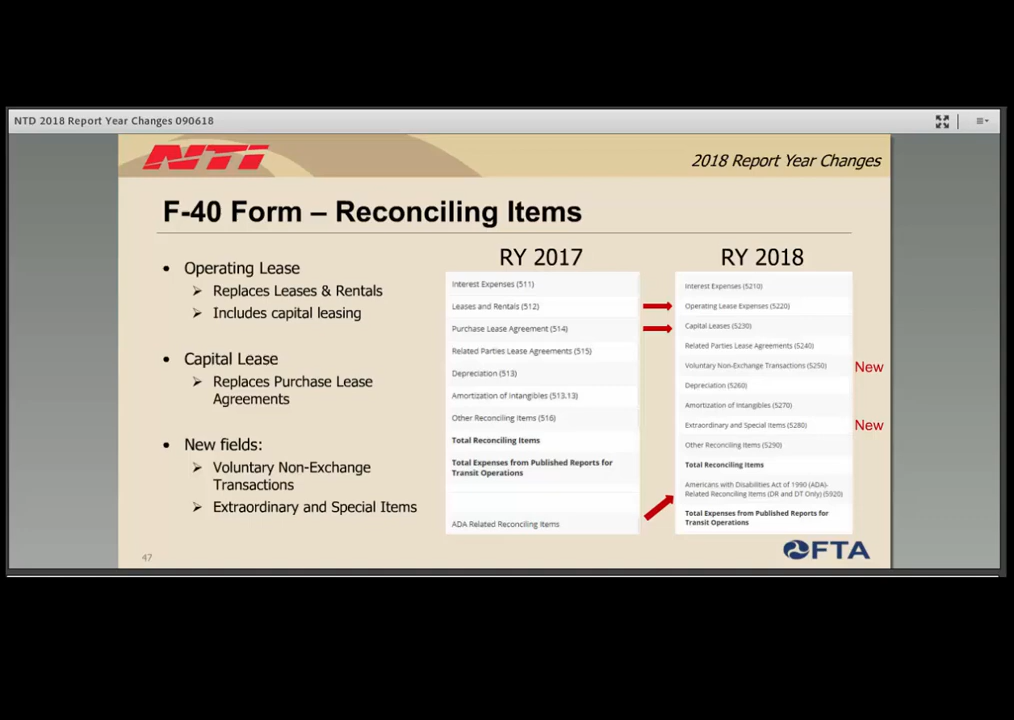 NTD 2018 Report Year Changes 090618
NTI
2018 Report Year Changes
F-40 Form – Reconciling Items
• Operating Lease
➢ Replaces Leases & Rentals
➢ Includes capital leasing
• Capital Lease
➢ Replaces Purchase Lease
Agreements
• New fields:
➢ Voluntary Non-Exchange
Transactions
➢ Extraordinary and Special Items
RY 2017
Interest Expenses (511)
Leases and Rentals (512)
Purchase Lease Agreement (514)
Related Parties Lease Agreements (515)
Depreciation (513)
Amortization of Intangibles (513.13)
Other Reconciling Items (516)
Total Reconciling Items
Total Expenses from Published Reports for
Transit Operations
ADA Related Reconciling Items
RY 2018
Interest Expenses (5210)
Operating Lease Expenses (5220)
Capital Leases (5230)
Related Parties Lease Agreements (5240)
Voluntary Non-Exchange Transactions (5250)
New
Depreciation (5260)
Amortization of Intangibles (5270)
Extraordinary and Special Items (5280)
New
Other Reconciling Items (5290)
Total Reconciling Items
Americans with Disabilities Act of 1990 (ADA)-
Related Reconciling Items (DR and DT Only) (5920)
Total Expenses from Published Reports for
Transit Operations
47
FTA